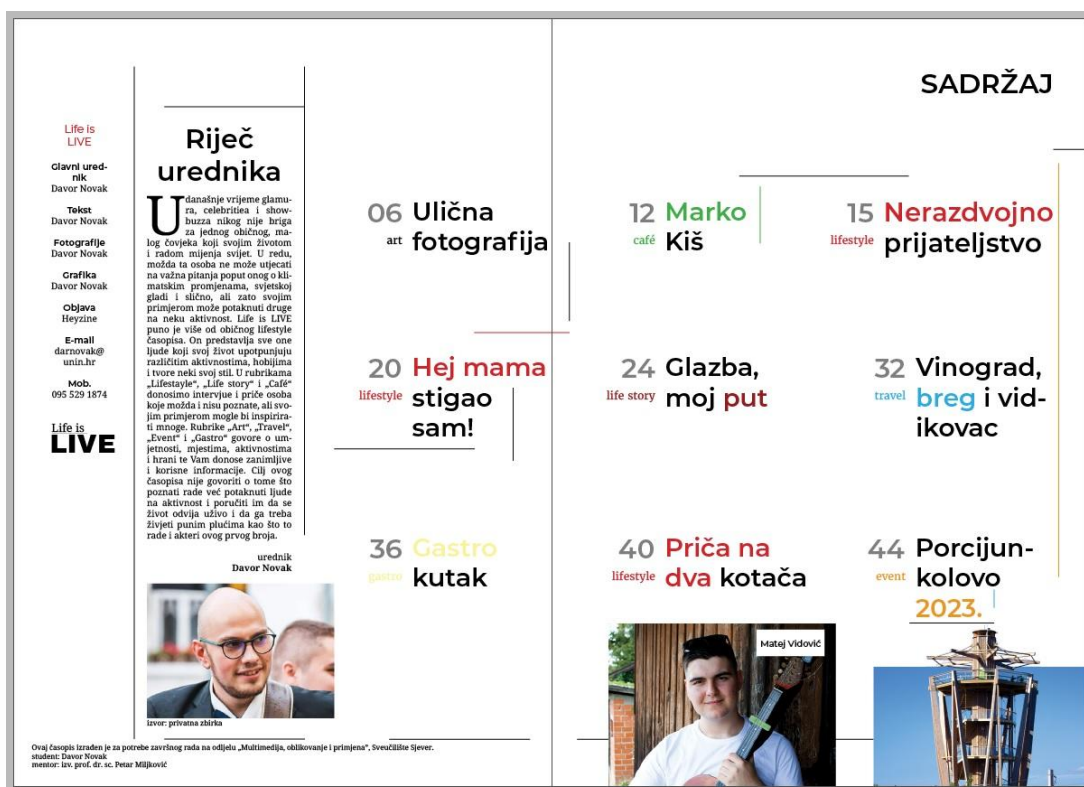 Life is
LIVE
Glavni ured-
nik
Davor Novak
Tekst
Davor Novak
Fotografije
Davor Novak
Grafika
Davor Novak
Objava
Heyzine
E-mail
darnovak@
unin.hr
Mob.
095 529 1874
Life is
LIVE
Riječ
urednika
U današnje vrijeme glamu-
ra, celebritiea i show-
buzza nikog nije briga
za jednog običnog, ma-
log čovjeka koji svojim životom
i radom mijenja svijet. U redu,
možda ta osoba ne može utjecati
na važna pitanja poput onog o kli-
matskim promjenama, svjetskoj
gladi i slično, ali zato svojim
primjerom može potaknuti druge
na neku aktivnost. Life is LIVE
puno je više od običnog lifestyle
časopisa. On predstavlja sve one
ljude koji svoj život upotpunjuju
različitim aktivnostima, hobijima
i tvore neki svoj stil. U rubrikama
„Lifestayle“, „Life story“ i „Café“
donosimo intervjue i priče osoba
koje možda i nisu poznate, ali svo-
jim primjerom mogle bi inspirira-
ti mnoge. Rubrike „Art“, „Travel“,
„Event“ i „Gastro“ govore o um-
jetnosti, mjestima, aktivnostima
i hrani te Vam donose zanimljive
i korisne informacije. Cilj ovog
časopisa nije govoriti o tome što
poznati rade već potaknuti ljude
na aktivnost i poručiti im da se
život odvija uživo i da ga treba
živjeti punim plućima kao što to
rade i akteri ovog prvog broja.
urednik
Davor Novak
izvor: privatna zbirka
Ovaj časopis izrađen je za potrebe završnog rada na odjelu „Multimedija, oblikovanje i primjena“, Sveučilište Sjever.
student: Davor Novak
mentor: izv. prof. dr. sc. Petar Miljković
SADRŽAJ
06 Ulična
art fotografija
12 Marko
café Kiš
15 Nerazdvojno
lifestyle prijateljstvo
20 Hej mama
lifestyle stigao
sam!
24 Glazba,
life story moj put
32 Vinograd,
travel breg i vid-
ikovac
36 Gastro
gastro kutak
40 Priča na
lifestyle dva kotača
44 Porcijun-
event kolovo
2023.
Matej Vidović